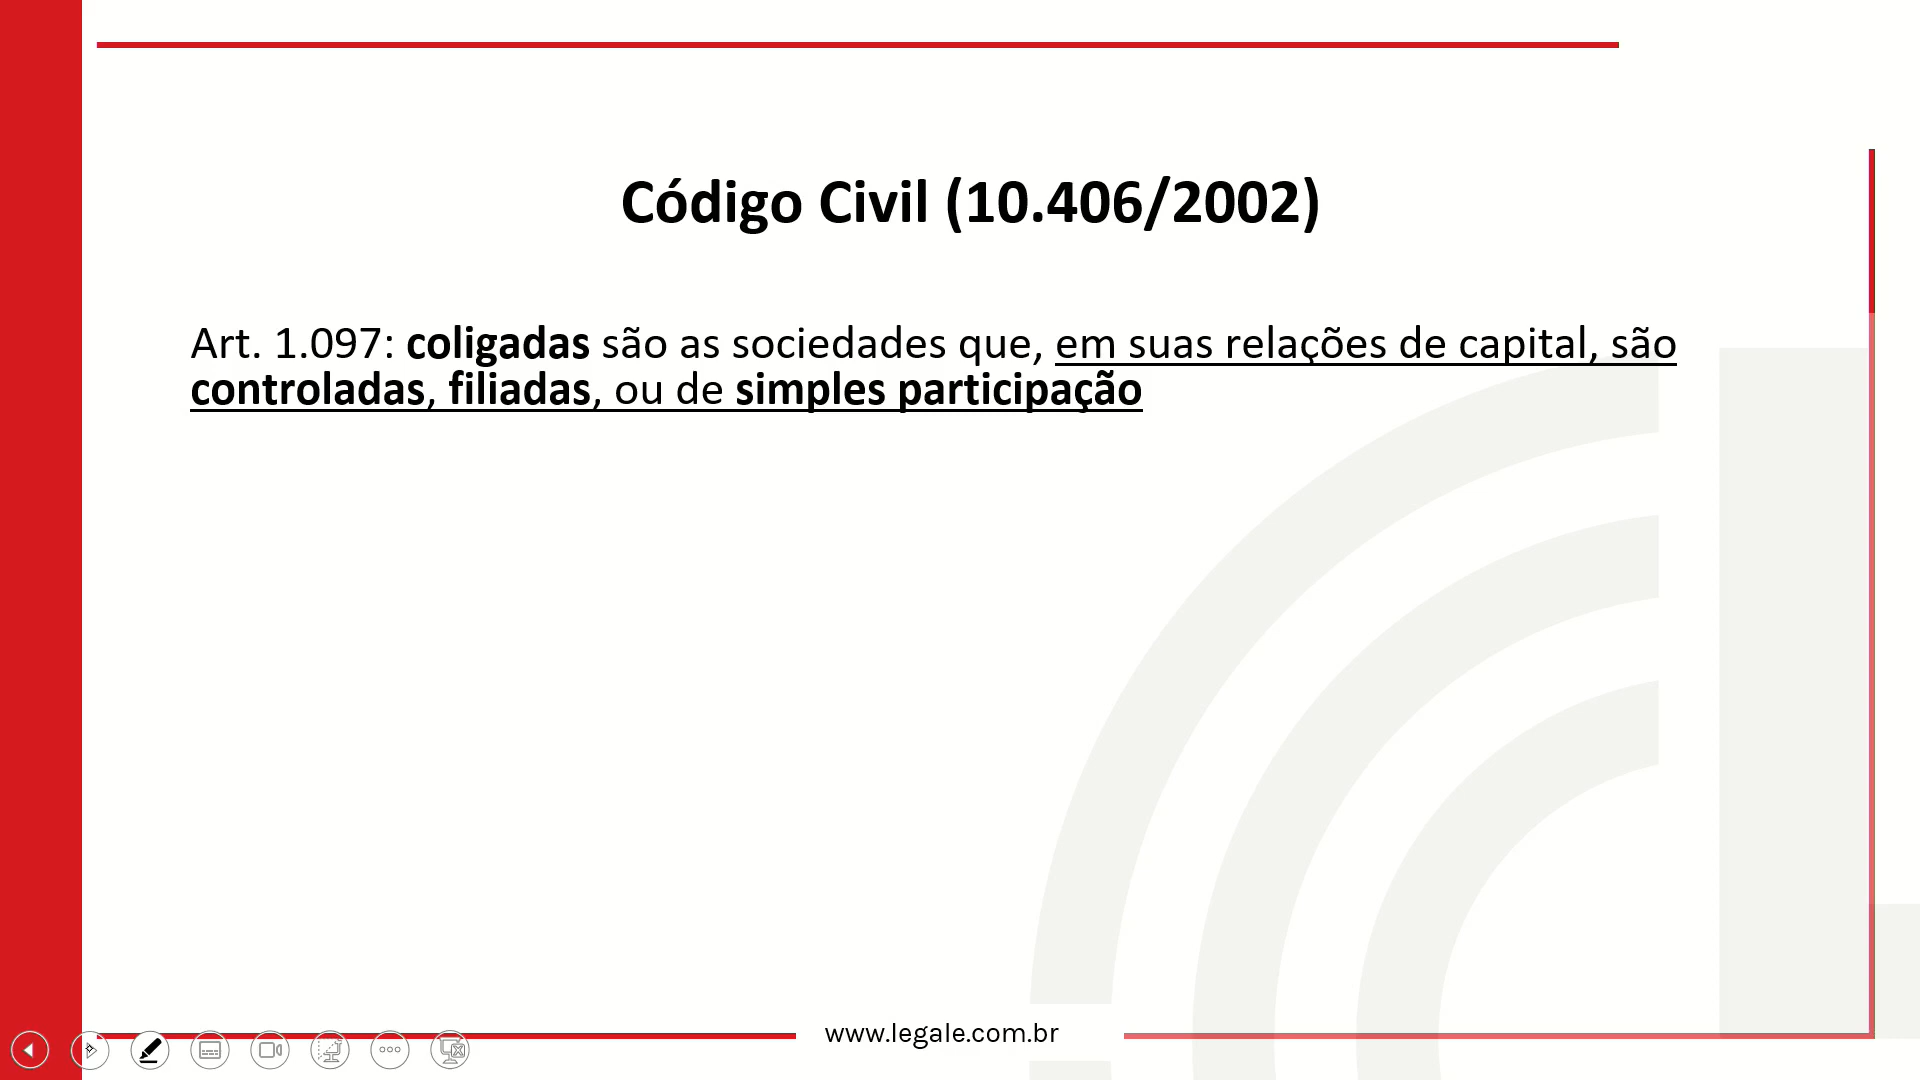 Código Civil (10.406/2002)
Art. 1.097: coligadas são as sociedades que, em suas relações de capital, são
controladas, filiadas, ou de simples participação
www.legale.com.br